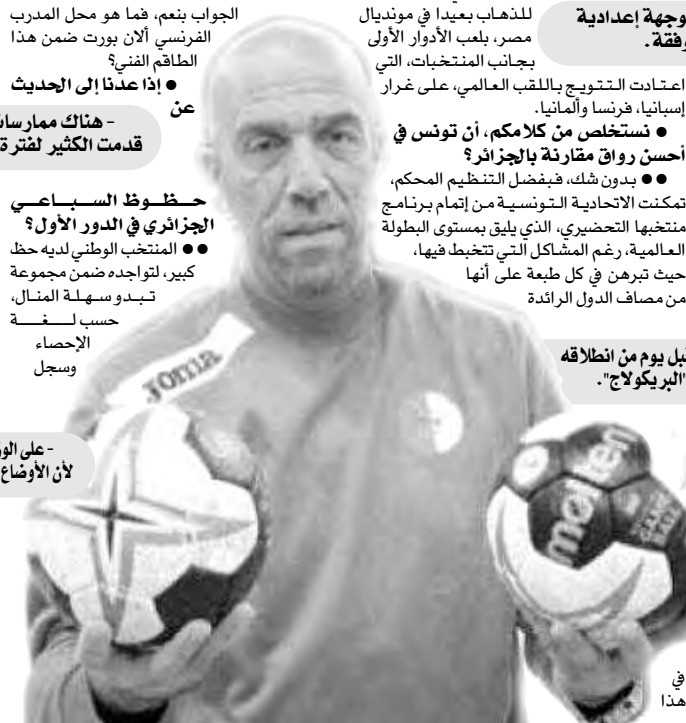 وجهة إعدادية
وفقة.
للذهاب بعيدا في مونديال
مصر، بلعب الأدوار الأولى
بجانب المنتخبات، التي
اعتادت التتويج باللقب العالمي، على غرار
إسبانيا، فرنسا وألمانيا.
● نستخلص من كلامكم، أن تونس في
أحسن رواق مقارنة بالجزائر؟
●● بدون شك، فبفضل التنظيم المحكم،
تمكنت الاتحادية التونسية من إتمام برنامج
منتخبها التحضيري، الذي يليق بمستوى البطولة
العالمية، رغم المشاكل التي تتخبط فيها،
حيث تبرهن في كل طبعة على أنها
من مصاف الدول الرائدة
قبل يوم من انطلاقه
"البريكولاج".
في
هذا
الجواب بنعم، فما هو محل المدرب
الفرنسي ألان بورت ضمن هذا
الطاقم الفني؟
● إذا عدنا إلى الحديث
عن
- هناك ممارسات
قدمت الكثير لفترة
حظوظ السباعي
الجزائري في الدور الأول؟
●● المنتخب الوطني لديه حظ
كبير، لتواجده ضمن مجموعة
تبدو سهلة المنال،
حسب لغة
الإحصاء
وسجل
- على الوز
لأن الأوضاع
Joma
molten